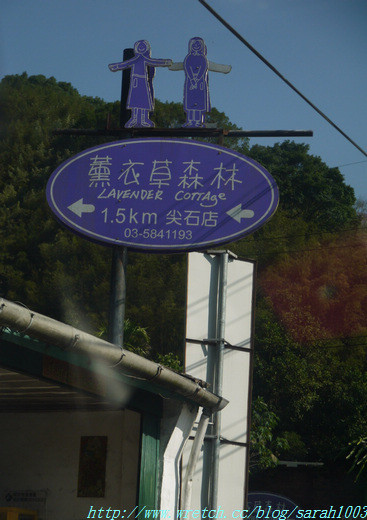 薰衣草森林
LAVENDER COTTAGE
1.5km 尖石店
03-5841193
http://www.wretch.cc/blog/sarah1003